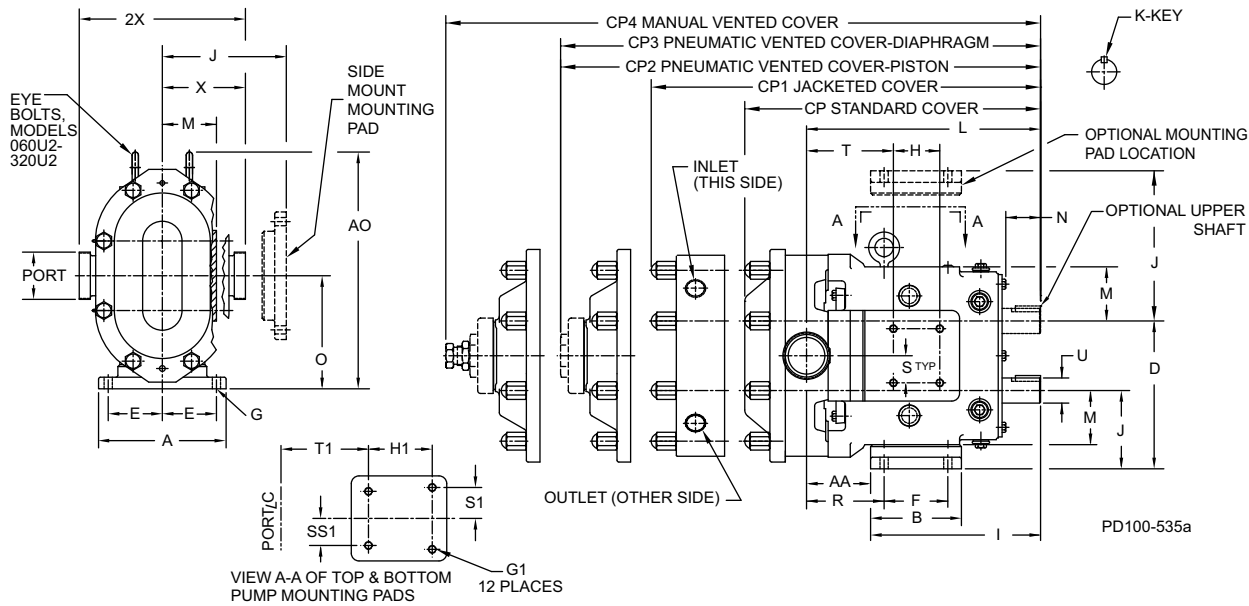 2X
J
X
M
EYE
BOLTS,
MODELS
060U2-
320U2
SIDE
MOUNT
MOUNTING
PAD
PORT
AO
O
E
E
G
A
CP4 MANUAL VENTED COVER
CP3 PNEUMATIC VENTED COVER-DIAPHRAGM
CP2 PNEUMATIC VENTED COVER-PISTON
CP1 JACKETED COVER
CP STANDARD COVER
L
T
H
K-KEY
OPTIONAL MOUNTING
PAD LOCATION
INLET
(THIS SIDE)
A
A
N
OPTIONAL UPPER
SHAFT
J
M
U
D
S TYP
M
J
OUTLET (OTHER SIDE)
AA
R
F
B
I
PD100-535a
T1
H1
S1
SS1
PORT C/L
G1
12 PLACES
VIEW A-A OF TOP & BOTTOM
PUMP MOUNTING PADS